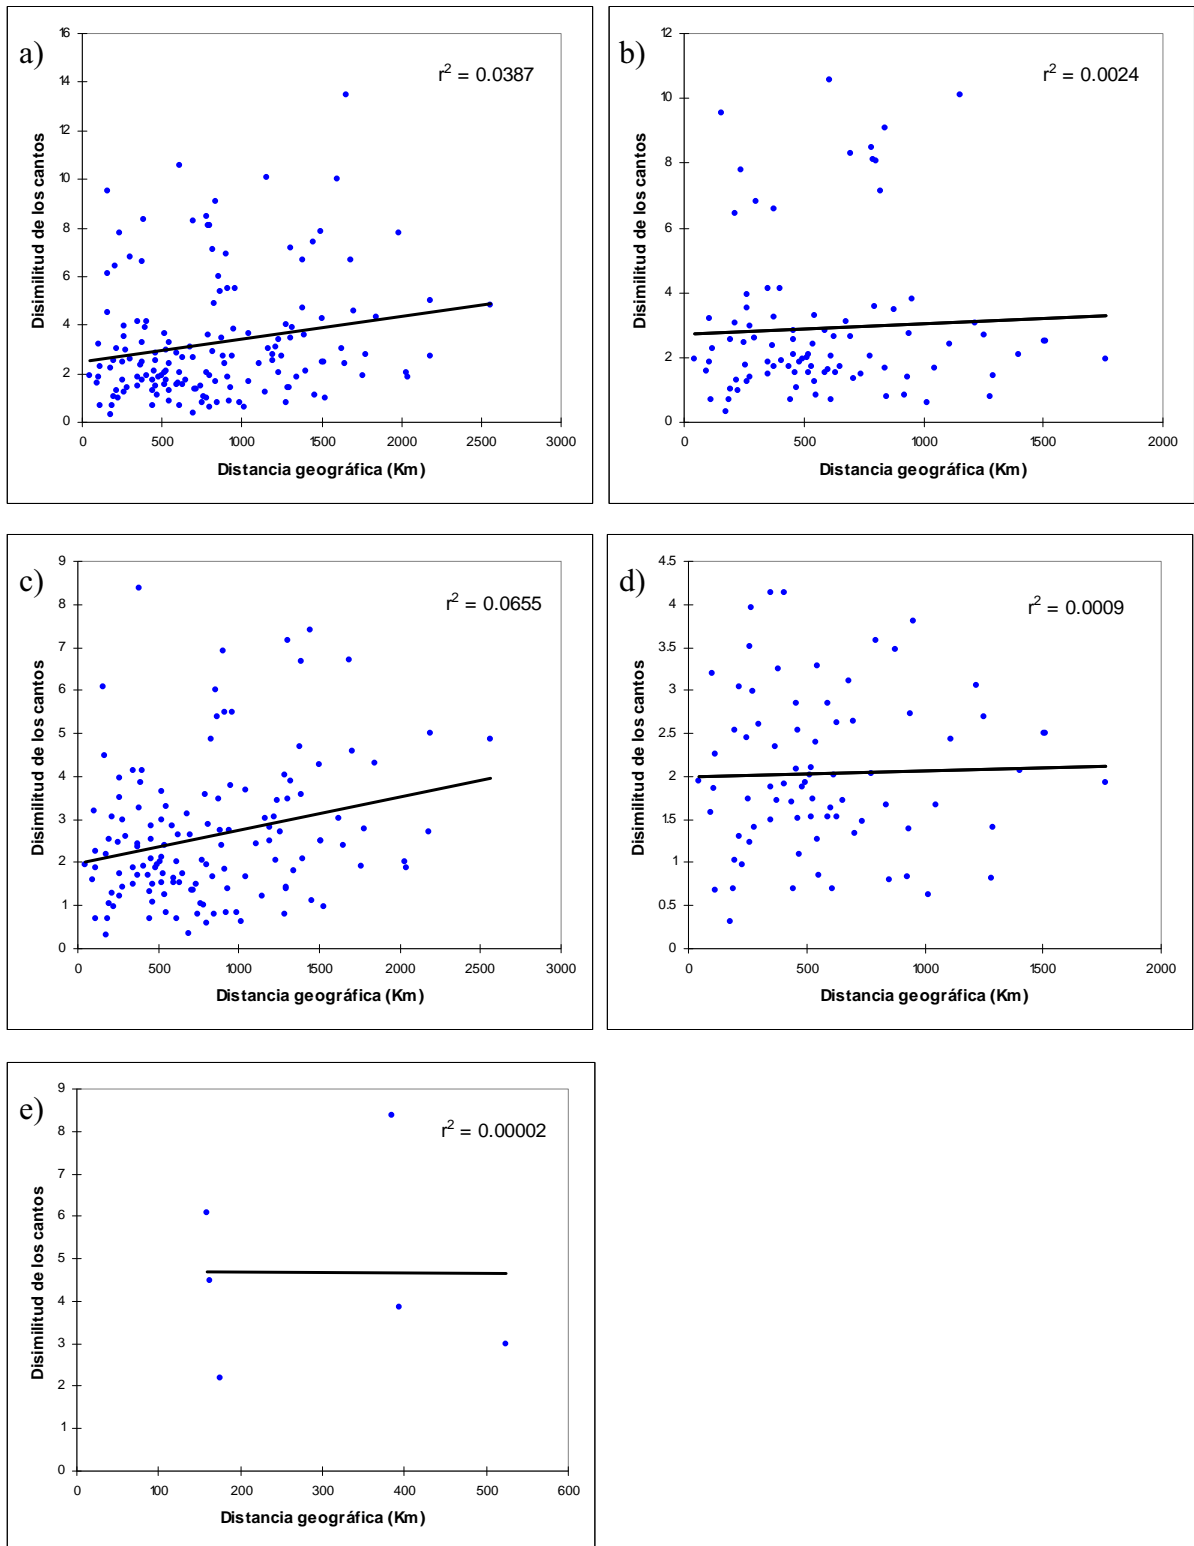 a)
r² = 0.0387
Disimilitud de los cantos
16
14
12
10
8
6
4
2
0
0 500 1000 1500 2000 2500 3000
Distancia geográfica (Km)
b)
r² = 0.0024
Disimilitud de los cantos
12
10
8
6
4
2
0
0 500 1000 1500 2000
Distancia geográfica (Km)
c)
r² = 0.0655
Disimilitud de los cantos
9
8
7
6
5
4
3
2
1
0
0 500 1000 1500 2000 2500 3000
Distancia geográfica (Km)
d)
r² = 0.0009
Disimilitud de los cantos
4.5
4
3.5
3
2.5
2
1.5
1
0.5
0
0 500 1000 1500 2000
Distancia geográfica (Km)
e)
r² = 0.00002
Disimilitud de los cantos
9
8
7
6
5
4
3
2
1
0
0 100 200 300 400 500 600
Distancia geográfica (Km)